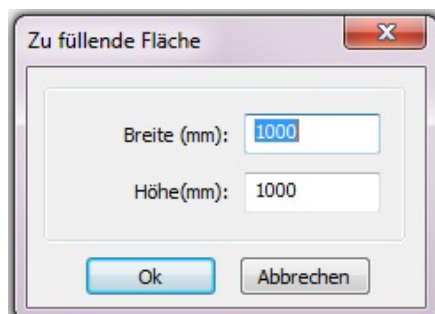 Zu füllende Fläche
Breite (mm): 1000
Höhe(mm): 1000
Ok Abbrechen